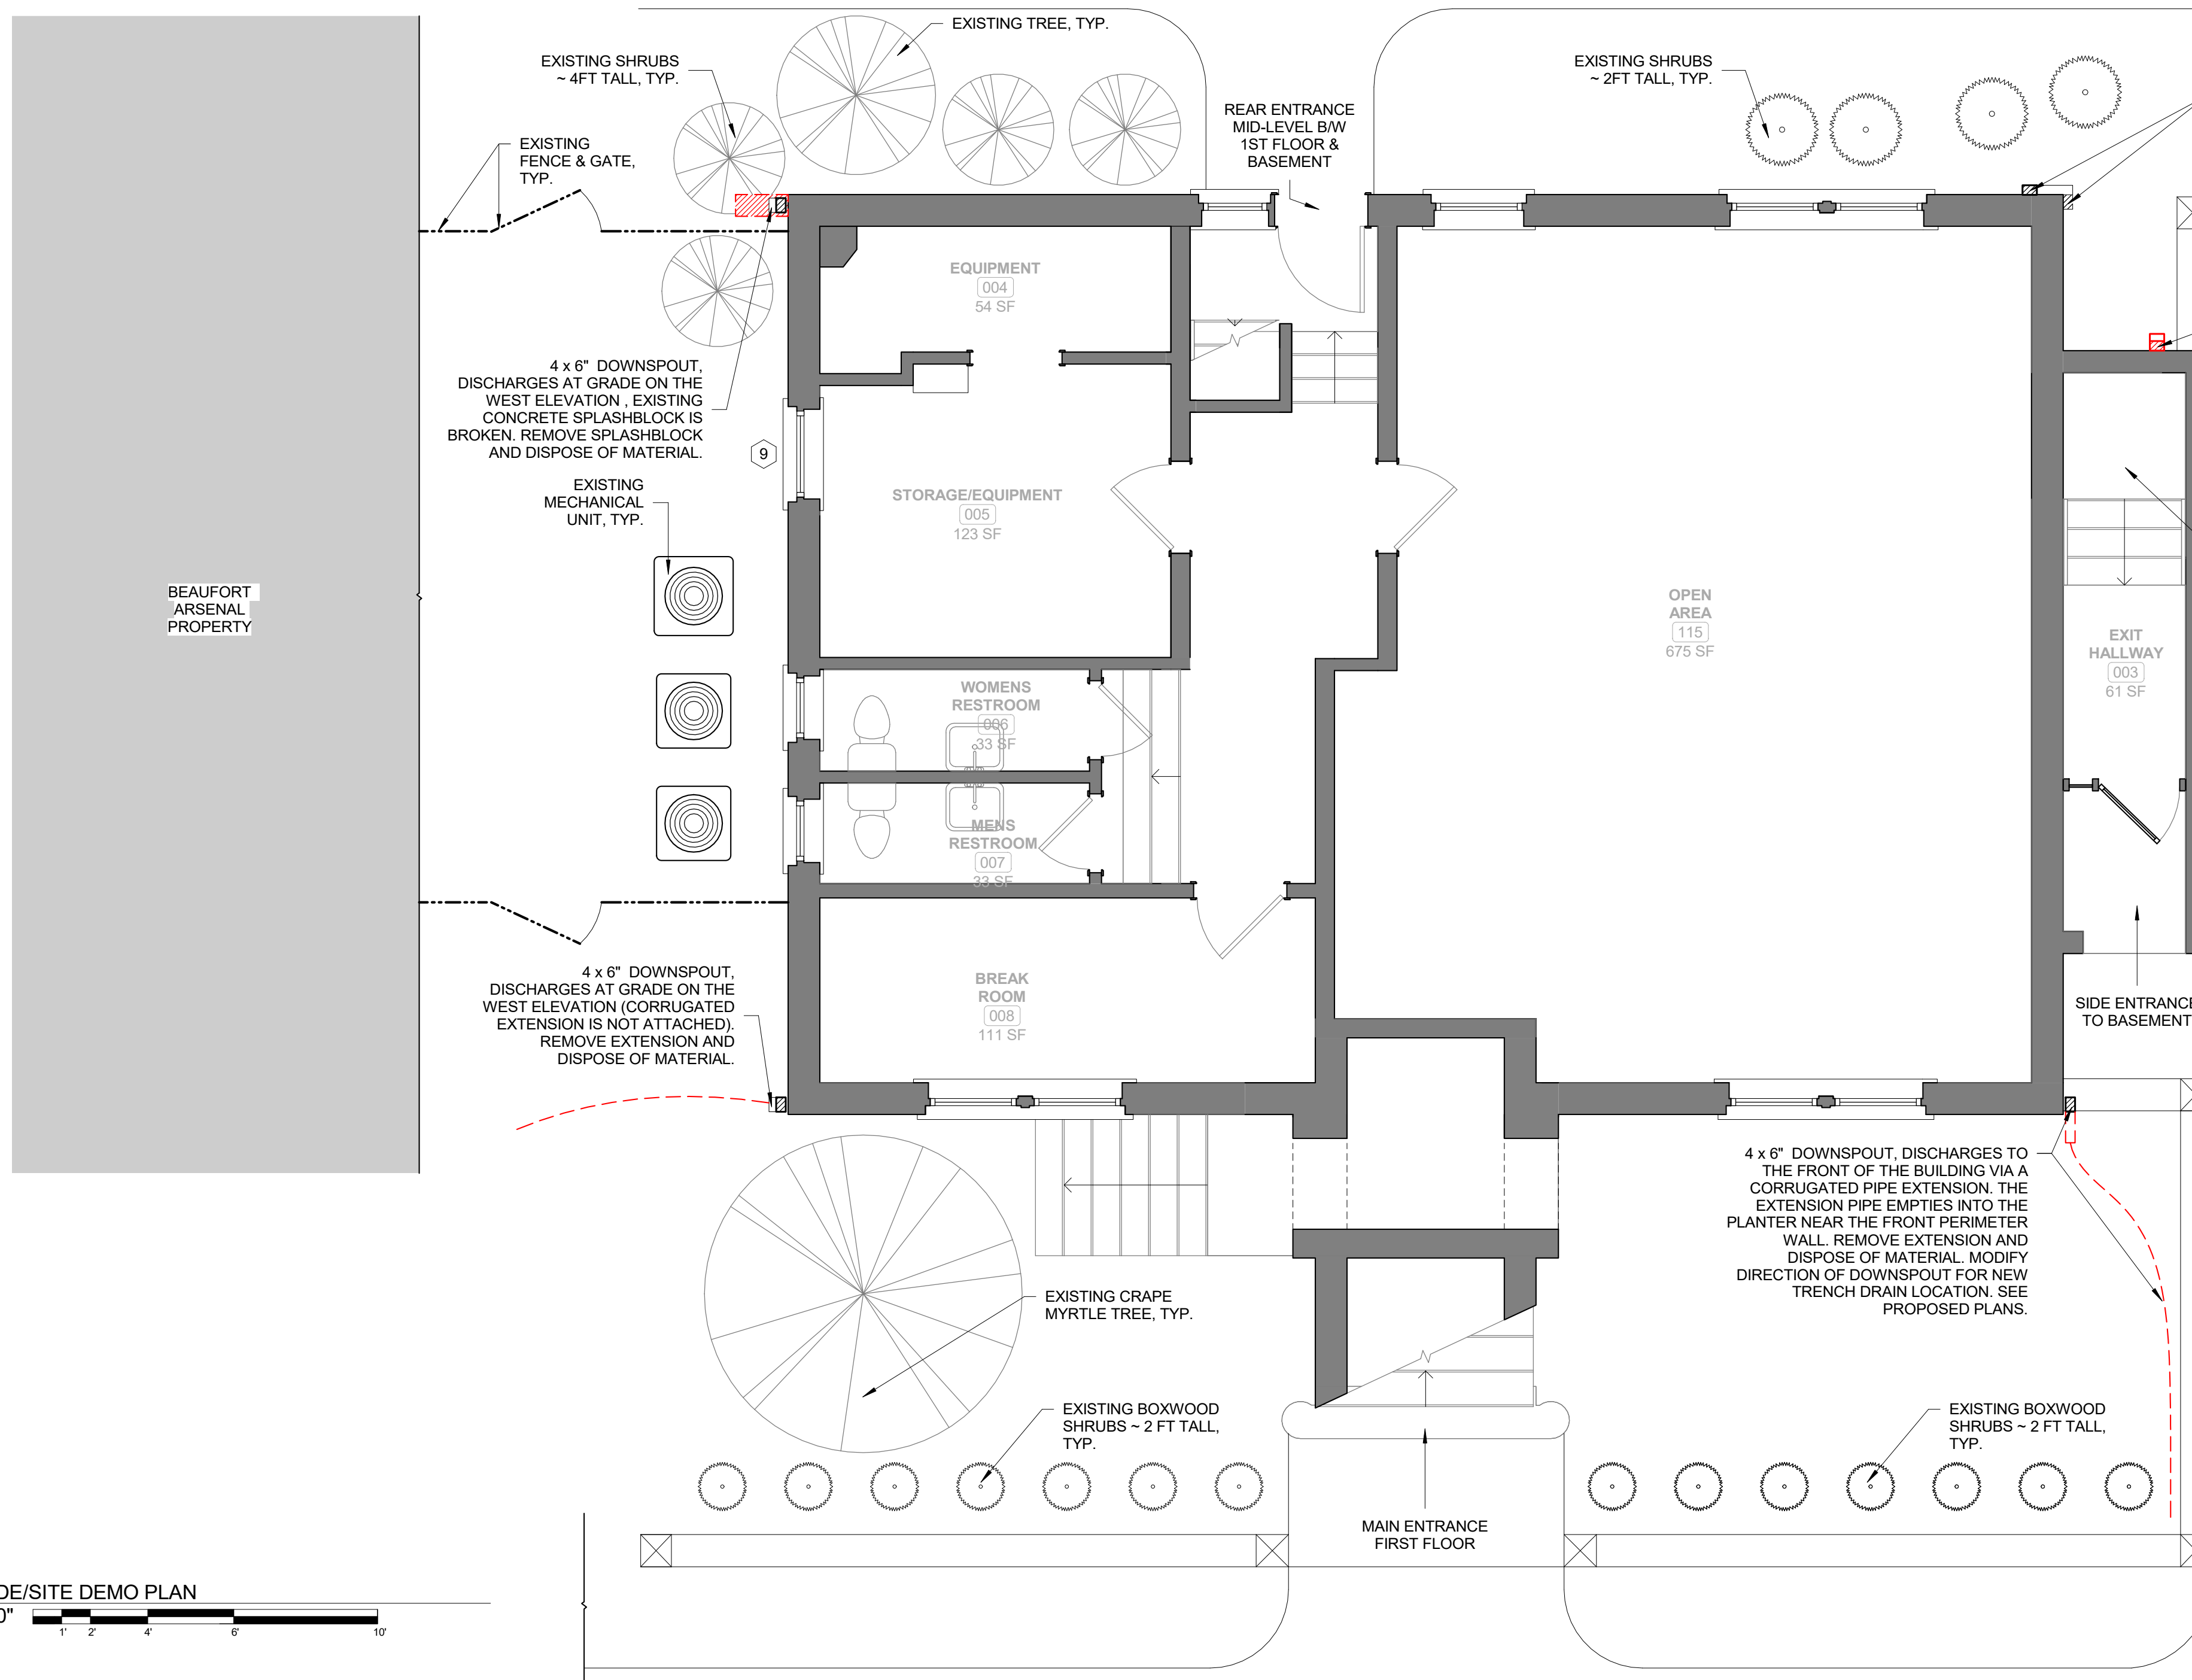 EXISTING TREE, TYP.
EXISTING SHRUBS
~ 4FT TALL, TYP.
EXISTING SHRUBS
~ 2FT TALL, TYP.
REAR ENTRANCE
MID-LEVEL B/W
1ST FLOOR &
BASEMENT
EXISTING
FENCE & GATE,
TYP.
EQUIPMENT
004
54 SF
4 x 6" DOWNSPOUT,
DISCHARGES AT GRADE ON THE
WEST ELEVATION , EXISTING
CONCRETE SPLASHBLOCK IS
BROKEN. REMOVE SPLASHBLOCK
AND DISPOSE OF MATERIAL.
9
EXISTING
MECHANICAL
UNIT, TYP.
STORAGE/EQUIPMENT
005
123 SF
BEAUFORT
ARSENAL
PROPERTY
OPEN
AREA
115
675 SF
EXIT
HALLWAY
003
61 SF
WOMENS
RESTROOM
006
33 SF
MENS
RESTROOM
007
33 SF
BREAK
ROOM
008
111 SF
4 x 6" DOWNSPOUT,
DISCHARGES AT GRADE ON THE
WEST ELEVATION (CORRUGATED
EXTENSION IS NOT ATTACHED).
REMOVE EXTENSION AND
DISPOSE OF MATERIAL.
SIDE ENTRANCE
TO BASEMENT
4 x 6" DOWNSPOUT, DISCHARGES TO
THE FRONT OF THE BUILDING VIA A
CORRUGATED PIPE EXTENSION. THE
EXTENSION PIPE EMPTIES INTO THE
PLANTER NEAR THE FRONT PERIMETER
WALL. REMOVE EXTENSION AND
DISPOSE OF MATERIAL. MODIFY
DIRECTION OF DOWNSPOUT FOR NEW
TRENCH DRAIN LOCATION. SEE
PROPOSED PLANS.
EXISTING CRAPE
MYRTLE TREE, TYP.
EXISTING BOXWOOD
SHRUBS ~ 2 FT TALL,
TYP.
EXISTING BOXWOOD
SHRUBS ~ 2 FT TALL,
TYP.
MAIN ENTRANCE
FIRST FLOOR
DE/SITE DEMO PLAN
0"
1' 2' 4' 6' 10'